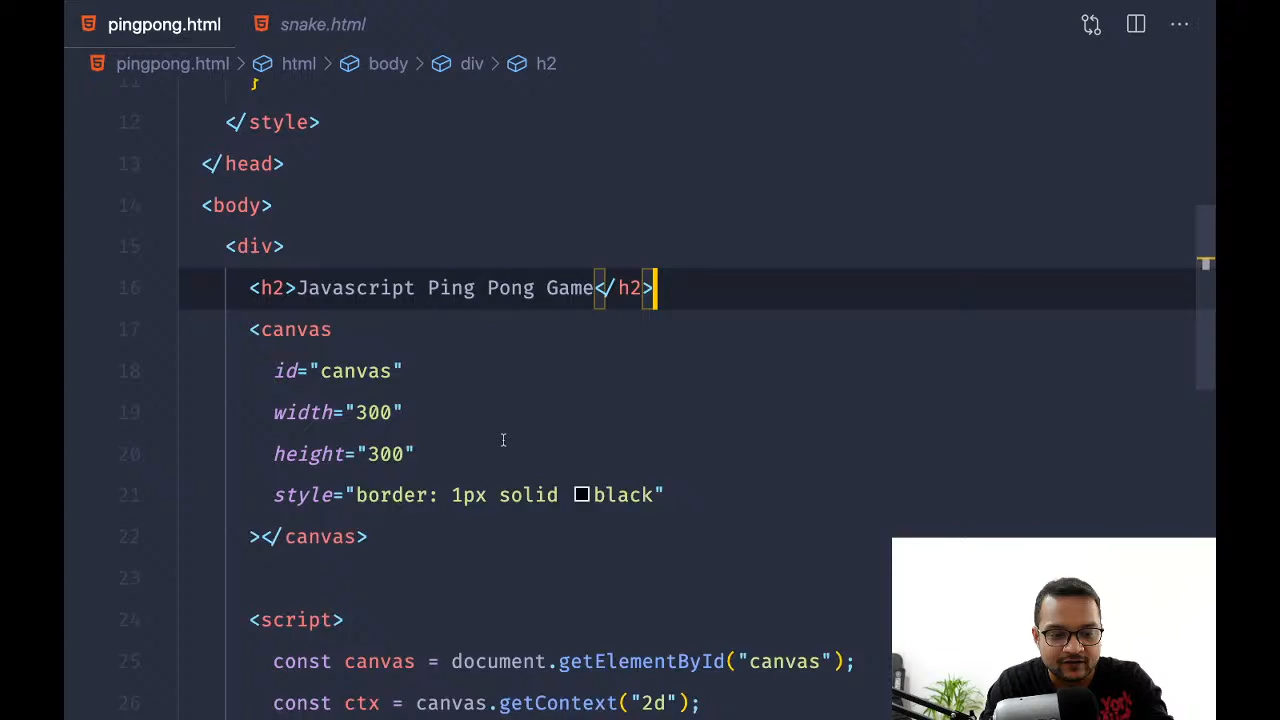 pingpong.html snake.html
pingpong.html > html > body > div > h2
11 }
12 </style>
13 </head>
14 <body>
15 <div>
16 <h2>Javascript Ping Pong Game</h2>
17 <canvas
18 id="canvas"
19 width="300"
20 height="300"
21 style="border: 1px solid black"
22 ></canvas>
23
24 <script>
25 const canvas = document.getElementById("canvas");
26 const ctx = canvas.getContext("2d");